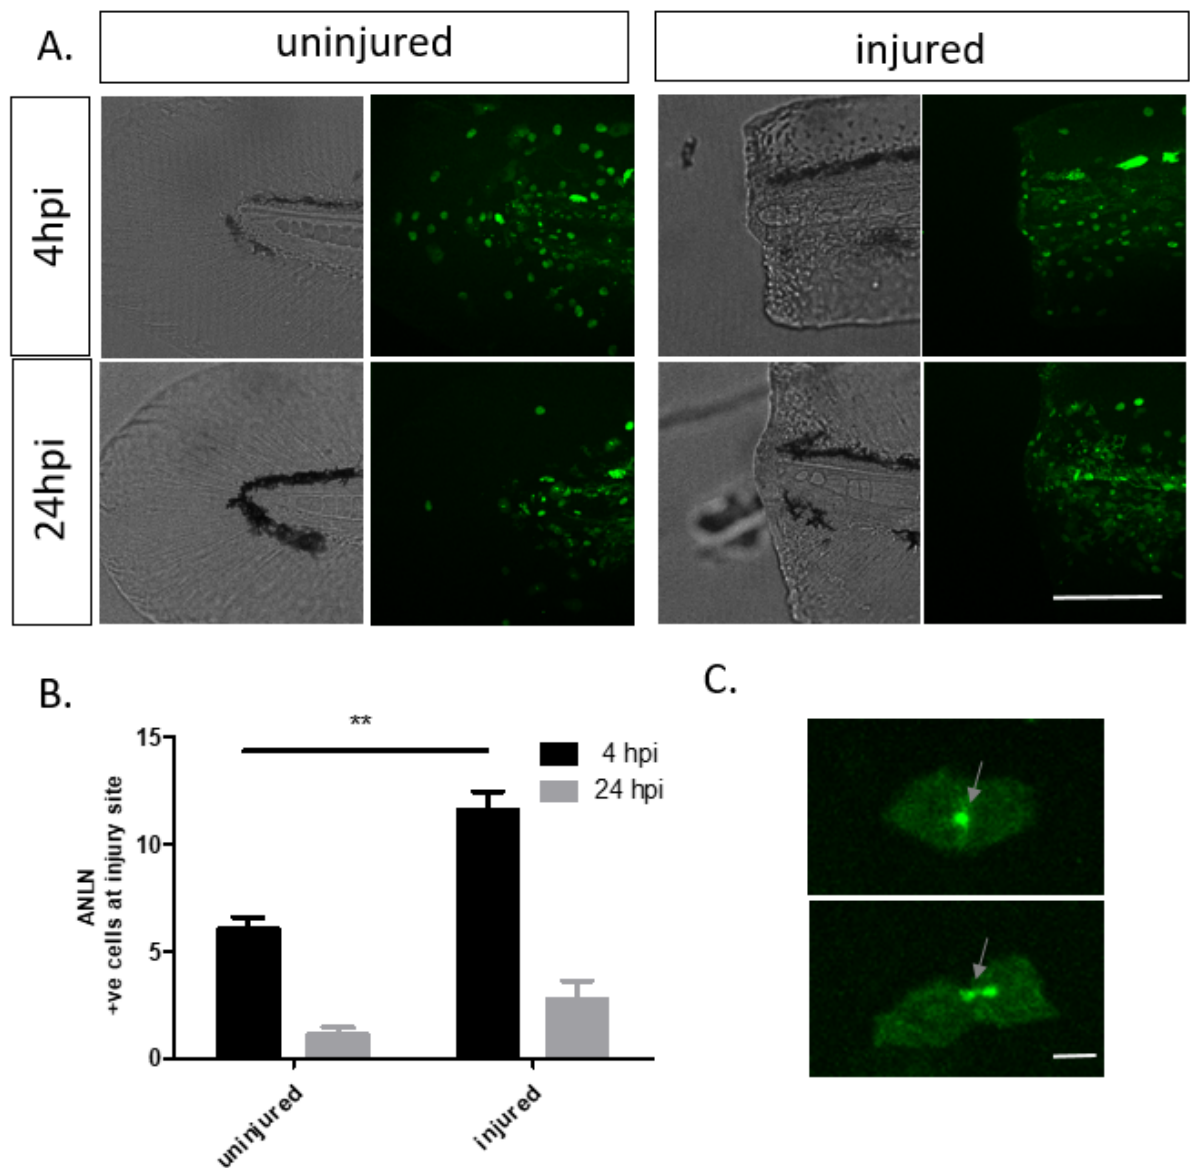 A.
uninjured
injured
4hpi
24hpi
B.
**
15
10
5
0
ANLN
+ve cells at injury site
4 hpi
24 hpi
uninjured
injured
C.